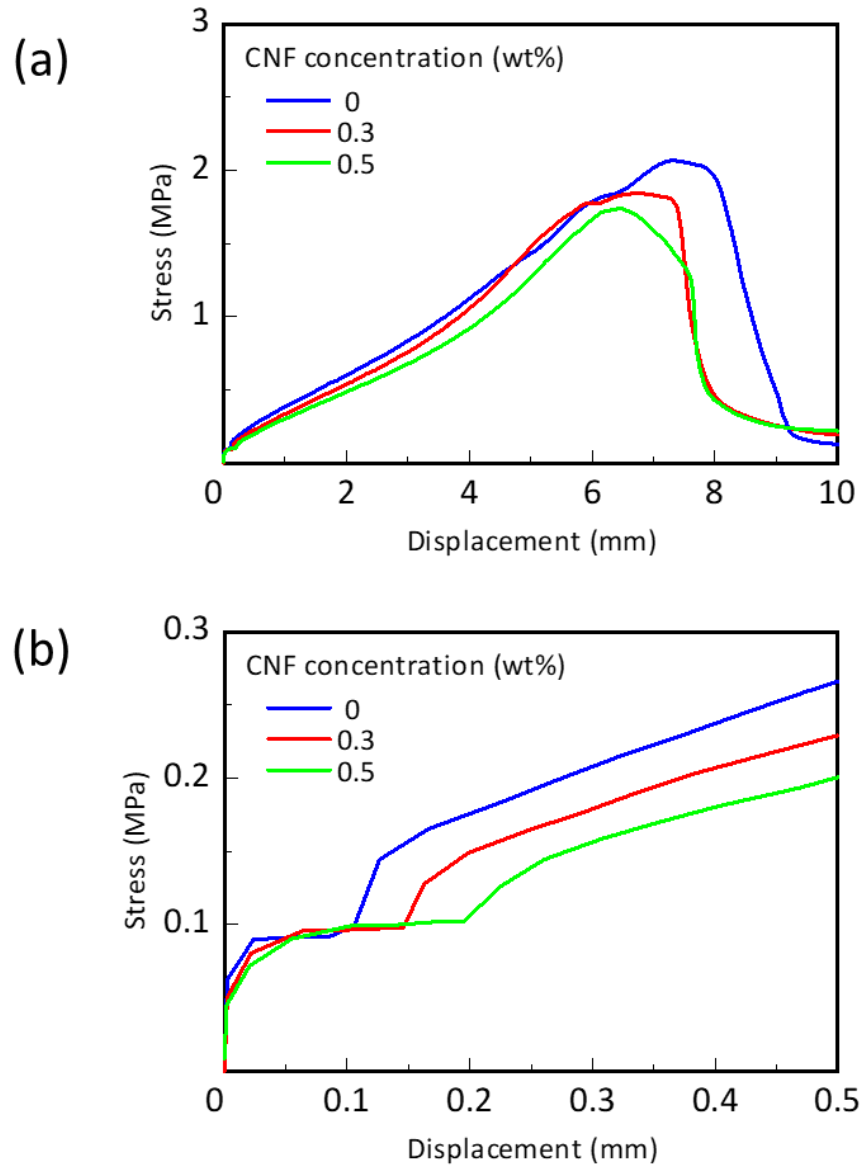 (a)
3
CNF concentration (wt%)
0
0.3
0.5
2
Stress (MPa)
1
0 2 4 6 8 10
Displacement (mm)
(b)
0.3
CNF concentration (wt%)
0
0.3
0.5
0.2
Stress (MPa)
0.1
0 0.1 0.2 0.3 0.4 0.5
Displacement (mm)